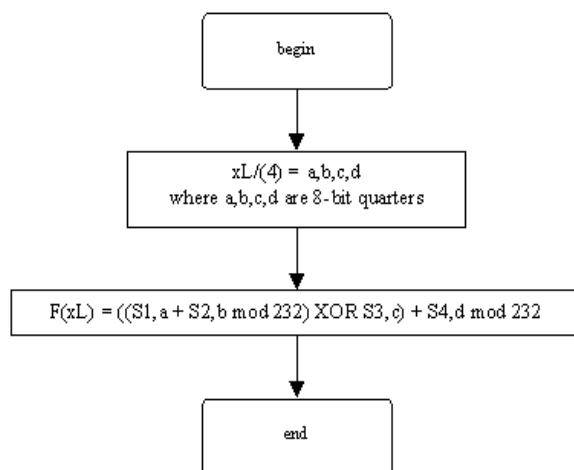 begin
xL/(4) = a,b,c,d
where a,b,c,d are 8-bit quarters
F(xL) = ((S1,a + S2,b mod 232) XOR S3,c) + S4,d mod 232
end